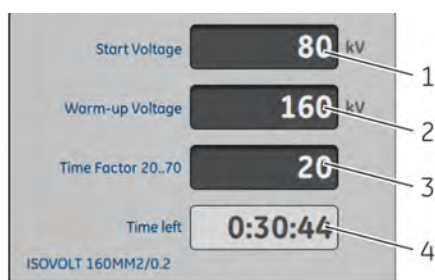 Start Voltage 80 kV 1
Warm-up Voltage 160 kV 2
Time Factor 20..70 20 3
Time left 0:30:44 4
ISOVOLT 160MM2/0.2